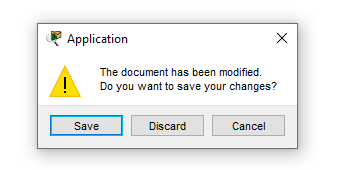 Application
The document has been modified.
Do you want to save your changes?
Save Discard Cancel